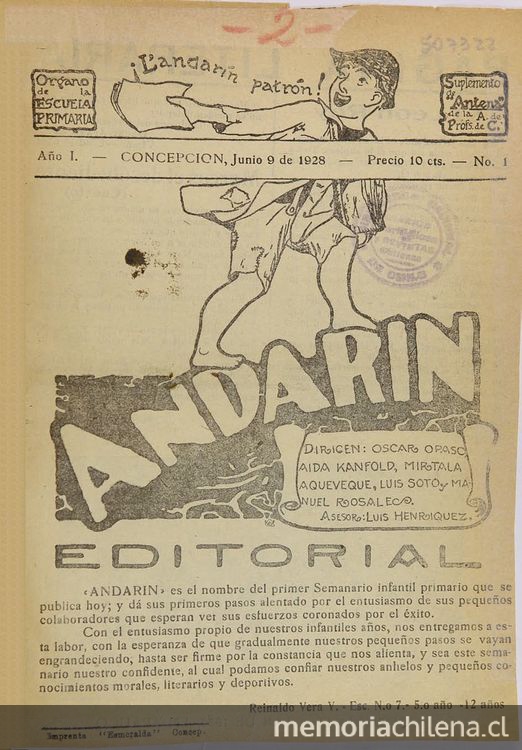 -2-
507322
¡L'andarín patrón!
Organo
de la
ESCUELA
PRIMARIA
Suplemento
de "Antenᵃ"
de la A. de
Profs. de C.
Año I. — CONCEPCION, Junio 9 de 1928 — Precio 10 cts. — No. 1
ANDARIN
DIRIGEN: OSCAR OPASO,
AIDA KANFOLD, MIRTALA
AQUEVEQUE, LUIS SOTO y MA-
NUEL ROSALES.
ASESOR: LUIS HENRIQUEZ.
EDITORIAL
«ANDARIN» es el nombre del primer Semanario infantil primario que se
publica hoy; y dá sus primeros pasos alentado por el entusiasmo de sus pequeños
colaboradores que esperan ver sus esfuerzos coronados por el éxito.
Con el entusiasmo propio de nuestros infantiles años, nos entregamos a es-
ta labor, con la esperanza de que gradualmente nuestros pequeños pasos se vayan
engrandeciendo, hasta ser firme por la constancia que nos alienta, y sea este sema-
nario nuestro confidente, al cual podamos confiar nuestros anhelos y pequeños co-
nocimientos morales, literarios y deportivos.
Reinaldo Vera Y. - Esc. N.o 7.- 5.o año -12 años
Imprenta "Esmeralda" Concep.
memoriachilena.cl